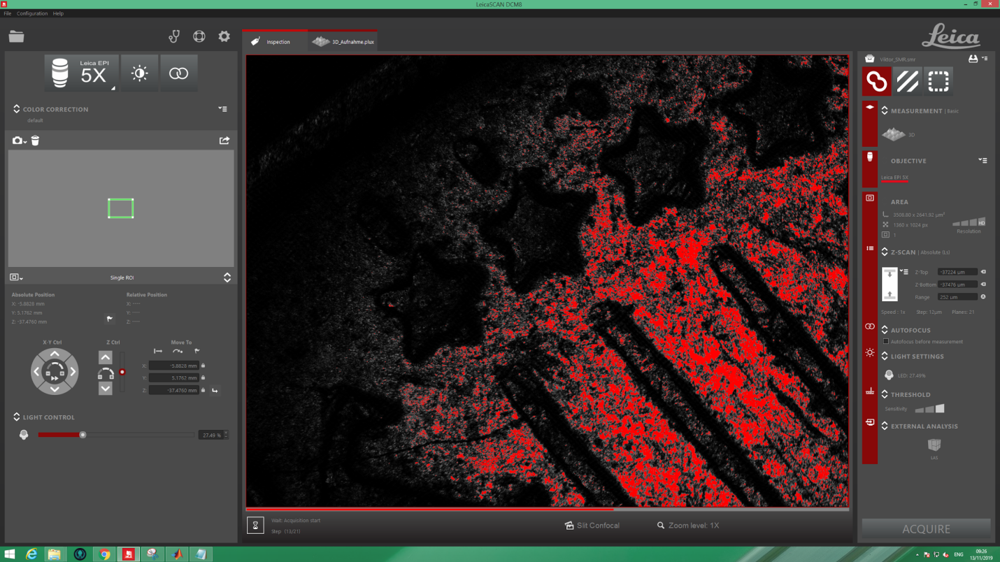 LeicaSCAN DCM8
File Configuration Help
Leica EPI
5X
COLOR CORRECTION
default
Single ROI
Absolute Position Relative Position
X: -5.8828 mm X: ----
Y: 5.1762 mm Y: ----
Z: -37.4760 mm Z: ----
X-Y Ctrl Z Ctrl Move To
X: -5.8828 mm
Y: 5.1762 mm
Z: -37.4760 mm
LIGHT CONTROL
27.49 %
Inspection 3D_Aufnahme.plux
Wait: Acquisition start
Step (13/21)
Slit Confocal Zoom level: 1X
Leica
Viktor_SMR.smr
MEASUREMENT | Basic
3D
OBJECTIVE
Leica EPI 5X
AREA
3508.80 x 2641.92 µm²
1360 x 1024 px
1
HD
Resolution
Z-SCAN | Absolute (Ls)
Z-Top -37224 µm
Z-Bottom -37476 µm
Range 252 µm
Speed : 1x Step: 12µm Planes: 21
AUTOFOCUS
Autofocus before measurement
LIGHT SETTINGS
LED: 27.49%
THRESHOLD
Sensitivity
EXTERNAL ANALYSIS
LAS
ACQUIRE
ENG
09:26
13/11/2019